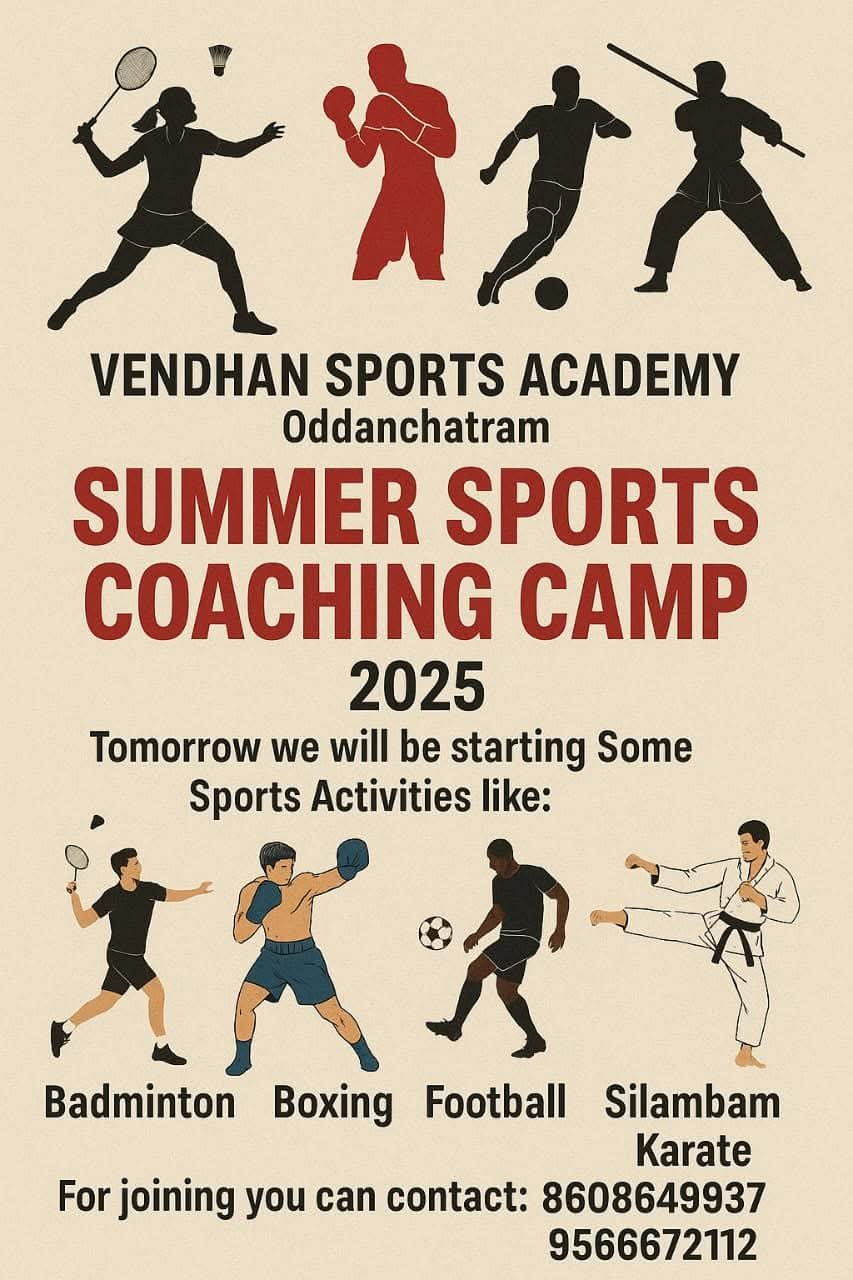 VENDHAN SPORTS ACADEMY
Oddanchatram
SUMMER SPORTS
COACHING CAMP
2025
Tomorrow we will be starting Some
Sports Activities like:
Badminton Boxing Football Silambam
Karate
For joining you can contact: 8608649937
9566672112